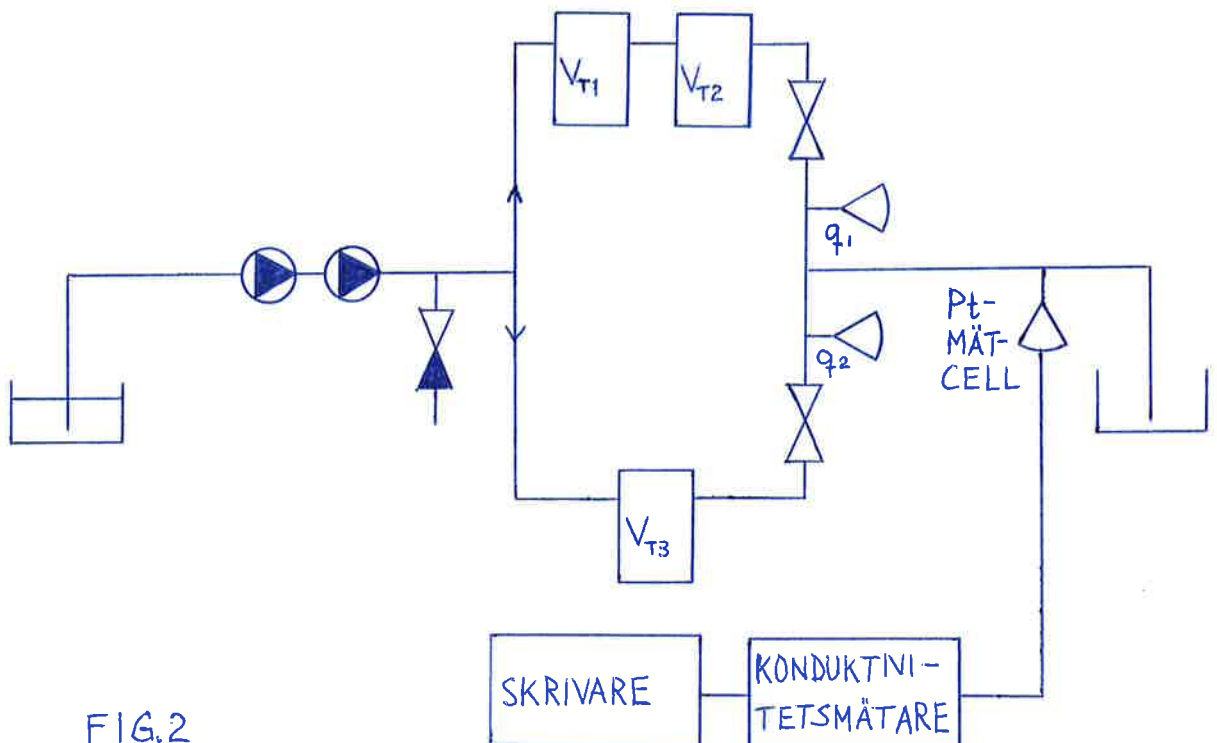 V_T1
V_T2
q1
q2
Pt-
MÄT-
CELL
V_T3
SKRIVARE
KONDUKTIVI-
TETSMÄTARE
FIG.2